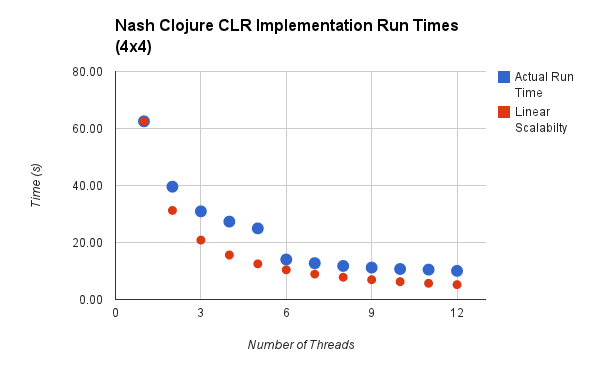 Nash Clojure CLR Implementation Run Times
(4x4)
80.00
60.00
40.00
20.00
0.00
0
3
6
9
12
Time (s)
Number of Threads
Actual Run
Time
Linear
Scalabilty